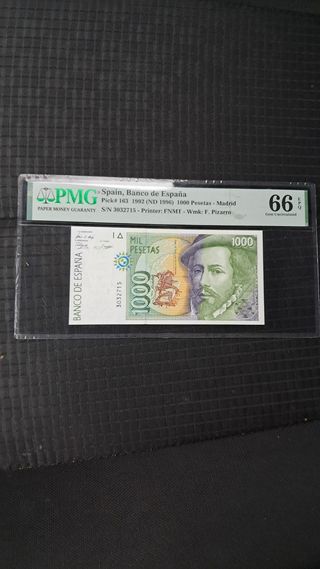 PMG
PAPER MONEY GUARANTY
Spain, Banco de España
Pick# 163 1992 (ND 1996) 1000 Pesetas - Madrid
S/N 3032715 - Printer: FNMT - Wmk: F. Pizarro
66 EPQ
Gem Uncirculated
BANCO DE ESPAÑA
3032715
MIL
PESETAS
1000
1000